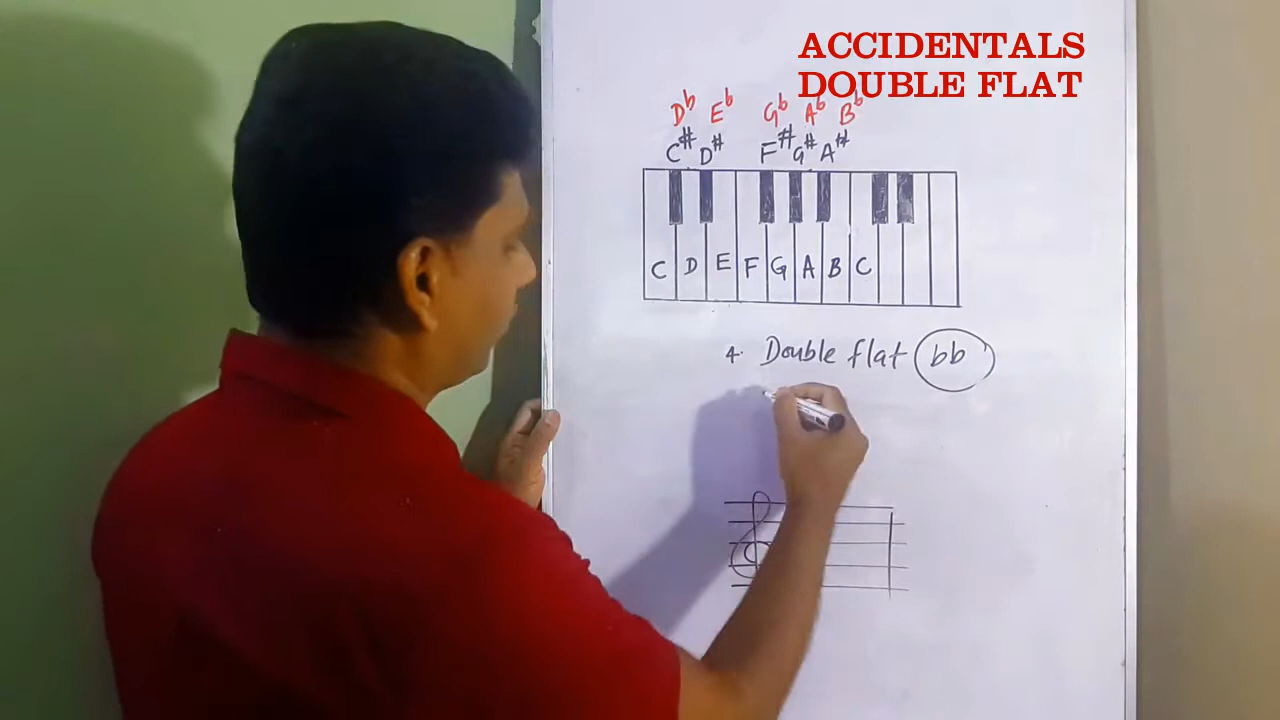 ACCIDENTALS
DOUBLE FLAT
Db Eb Gb Ab Bb
C# D# F# G# A#
C D E F G A B C
4. Double flat bb